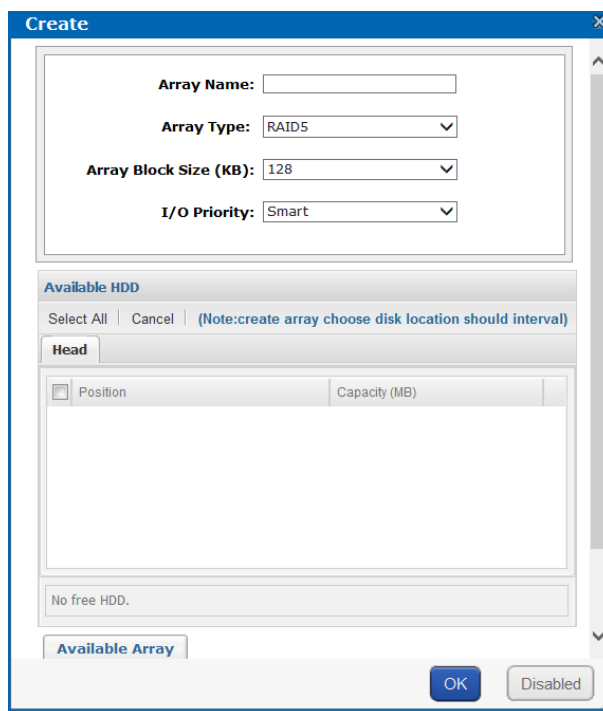 Create
Array Name:
Array Type: RAID5
Array Block Size (KB): 128
I/O Priority: Smart
Available HDD
Select All Cancel (Note:create array choose disk location should interval)
Head
Position Capacity (MB)
No free HDD.
Available Array
OK Disabled